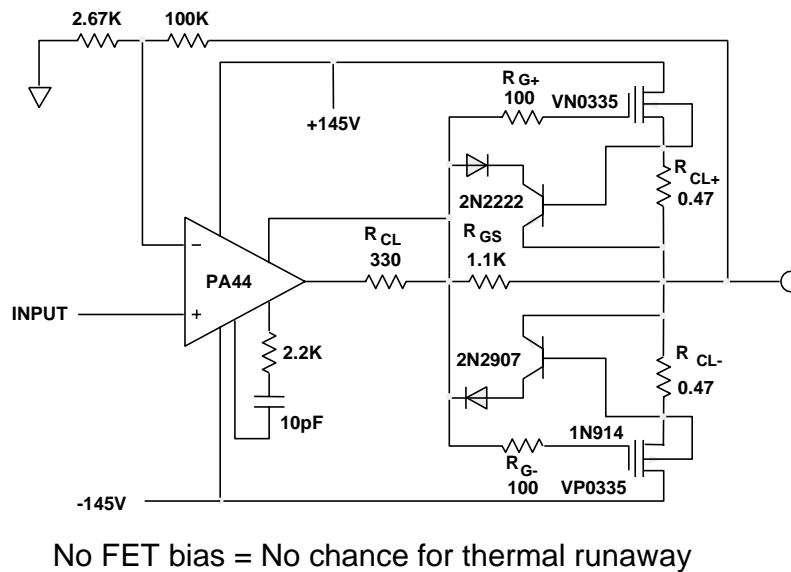 2.67K
100K
+145V
R G+
100
VN0335
2N2222
R CL+
0.47
R CL
330
R GS
1.1K
PA44
−
+
INPUT
2.2K
10pF
2N2907
R CL-
0.47
1N914
R G-
100
VP0335
-145V
No FET bias = No chance for thermal runaway